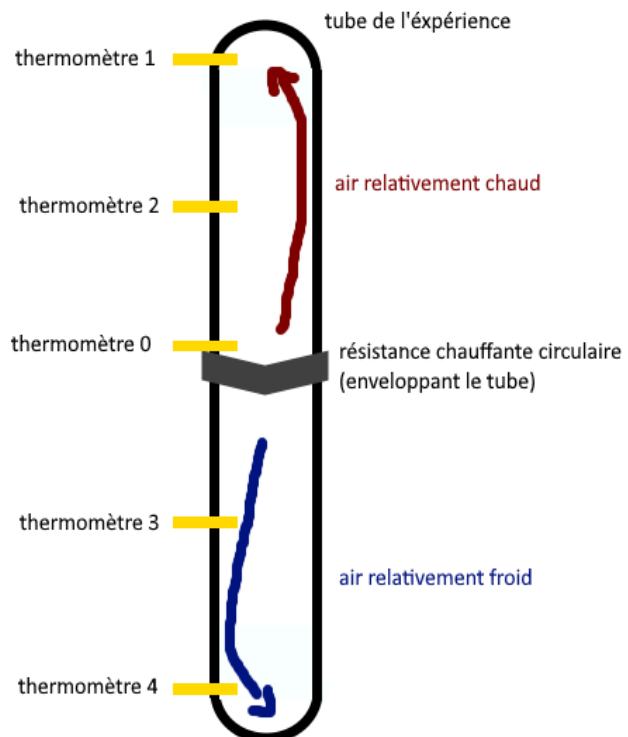 tube de l'éxpérience
thermomètre 1
air relativement chaud
thermomètre 2
thermomètre 0
résistance chauffante circulaire
(enveloppant le tube)
thermomètre 3
air relativement froid
thermomètre 4